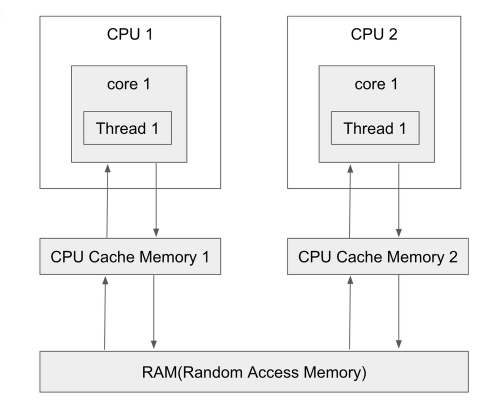 CPU 1
CPU 2
core 1
core 1
Thread 1
Thread 1
CPU Cache Memory 1
CPU Cache Memory 2
RAM(Random Access Memory)